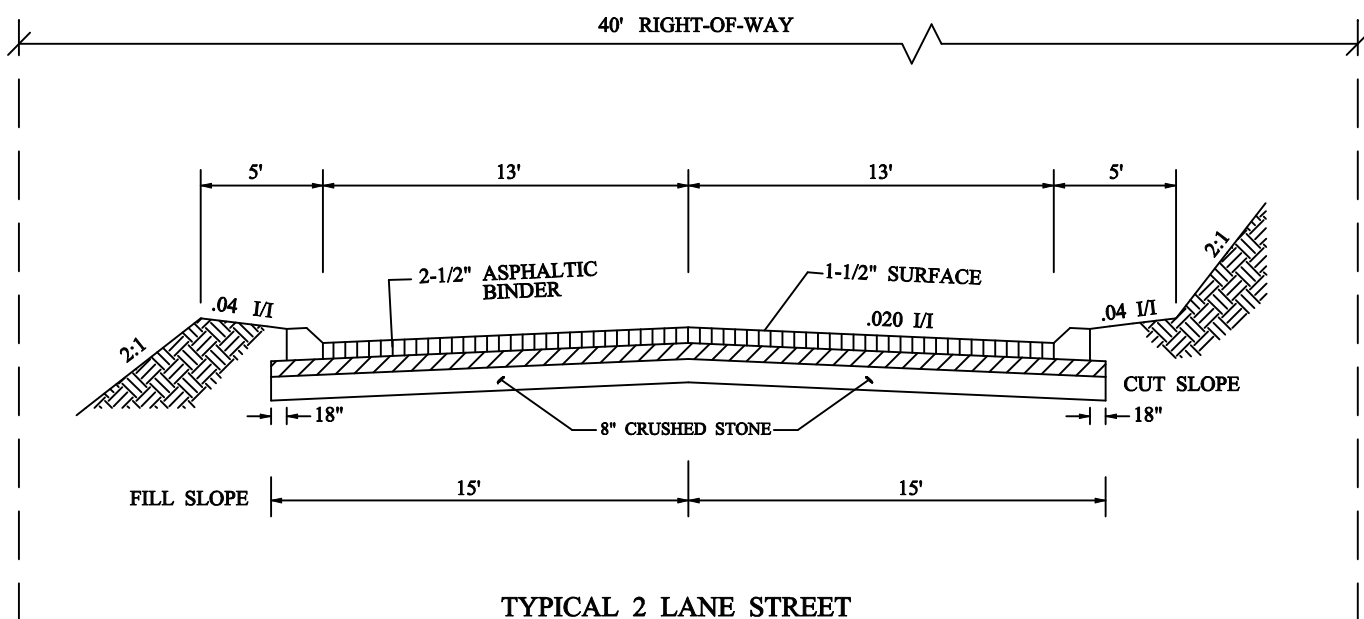 40' RIGHT-OF-WAY
5'
13'
13'
5'
2-1/2" ASPHALTIC
BINDER
1-1/2" SURFACE
2:1
.04 I/I
.020 I/I
.04 I/I
2:1
CUT SLOPE
18"
8" CRUSHED STONE
18"
FILL SLOPE
15'
15'
TYPICAL 2 LANE STREET